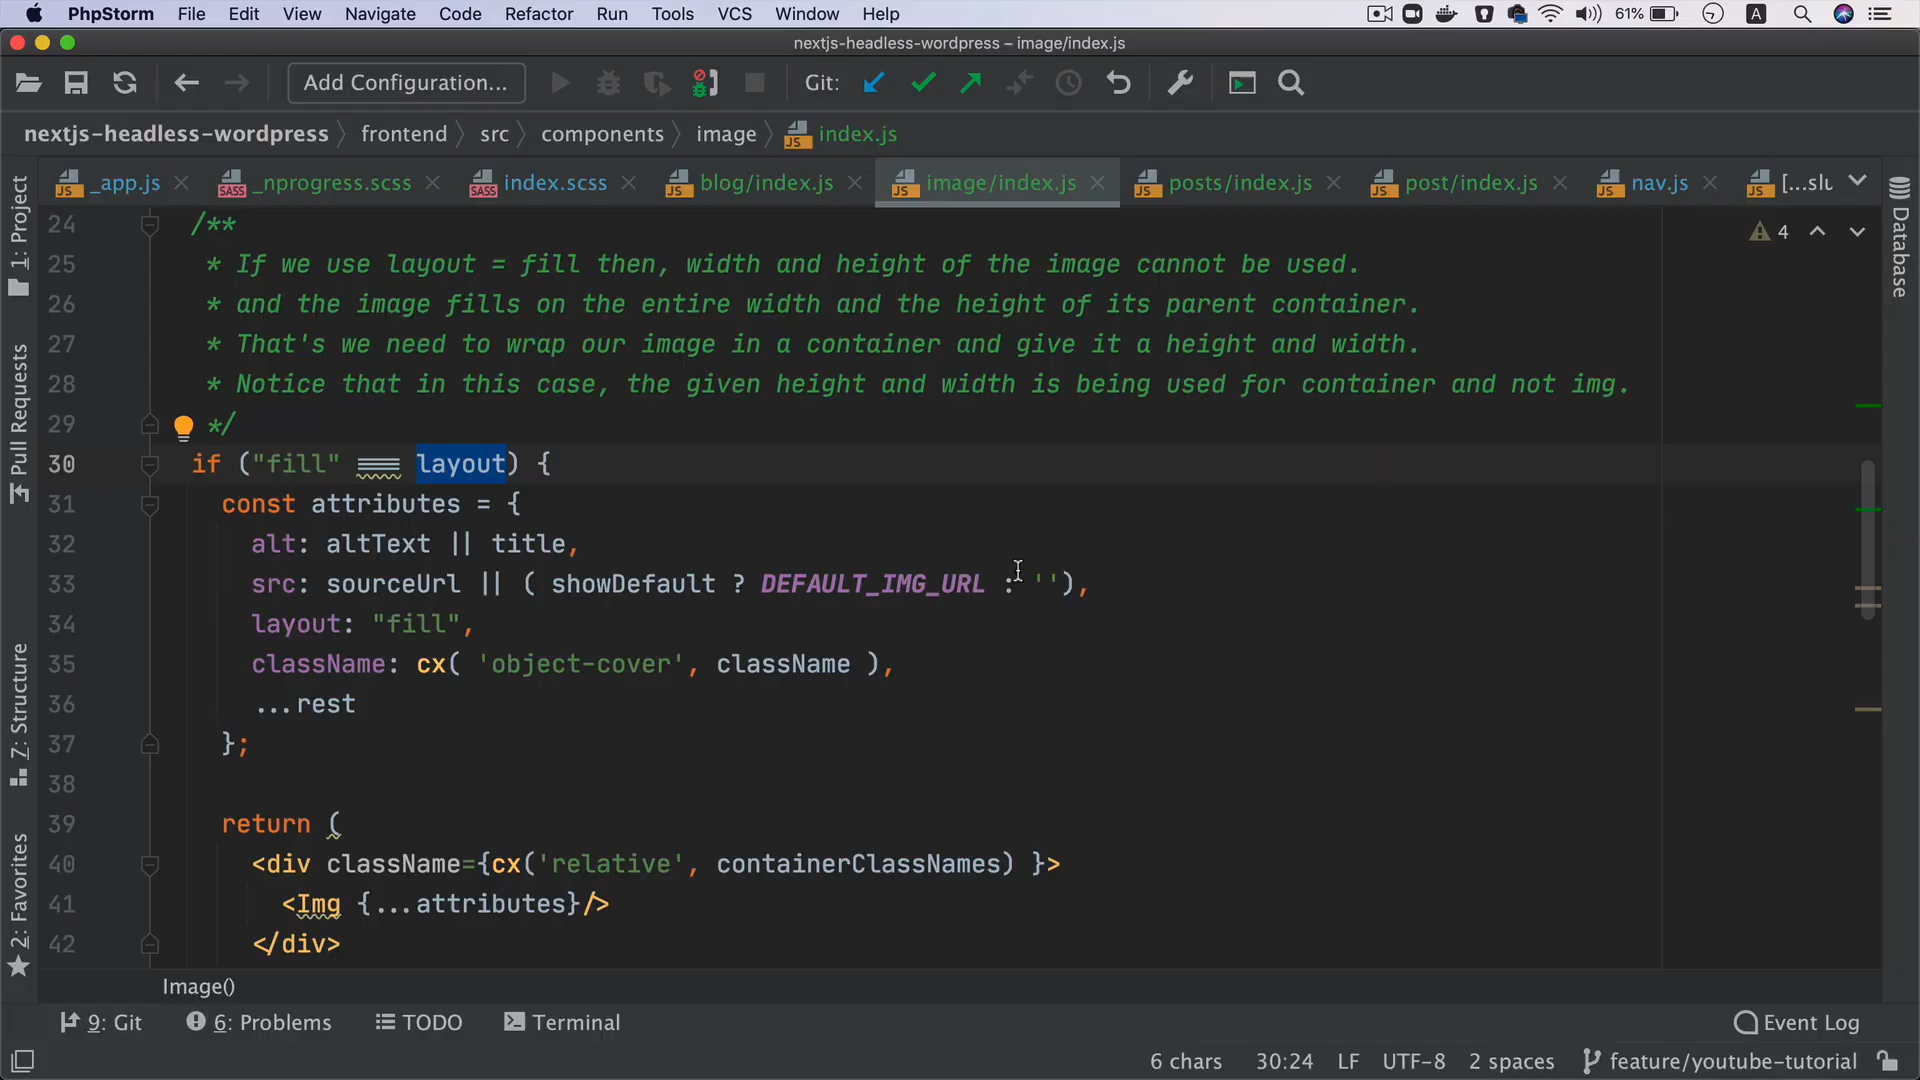 PhpStorm File Edit View Navigate Code Refactor Run Tools VCS Window Help 61% A
nextjs-headless-wordpress – image/index.js
Add Configuration... Git:
nextjs-headless-wordpress frontend src components image index.js
_app.js _nprogress.scss index.scss blog/index.js image/index.js posts/index.js post/index.js nav.js [...slu
1: Project
Pull Requests
7: Structure
2: Favorites
Database
4
24 /**
25 * If we use layout = fill then, width and height of the image cannot be used.
26 * and the image fills on the entire width and the height of its parent container.
27 * That's we need to wrap our image in a container and give it a height and width.
28 * Notice that in this case, the given height and width is being used for container and not img.
29 */
30 if ("fill" === layout) {
31 const attributes = {
32 alt: altText || title,
33 src: sourceUrl || ( showDefault ? DEFAULT_IMG_URL : ''),
34 layout: "fill",
35 className: cx( 'object-cover', className ),
36 ...rest
37 };
38
39 return (
40 <div className={cx('relative', containerClassNames) }>
41 <Img {...attributes}/>
42 </div>
Image()
9: Git 6: Problems TODO Terminal Event Log
6 chars 30:24 LF UTF-8 2 spaces feature/youtube-tutorial